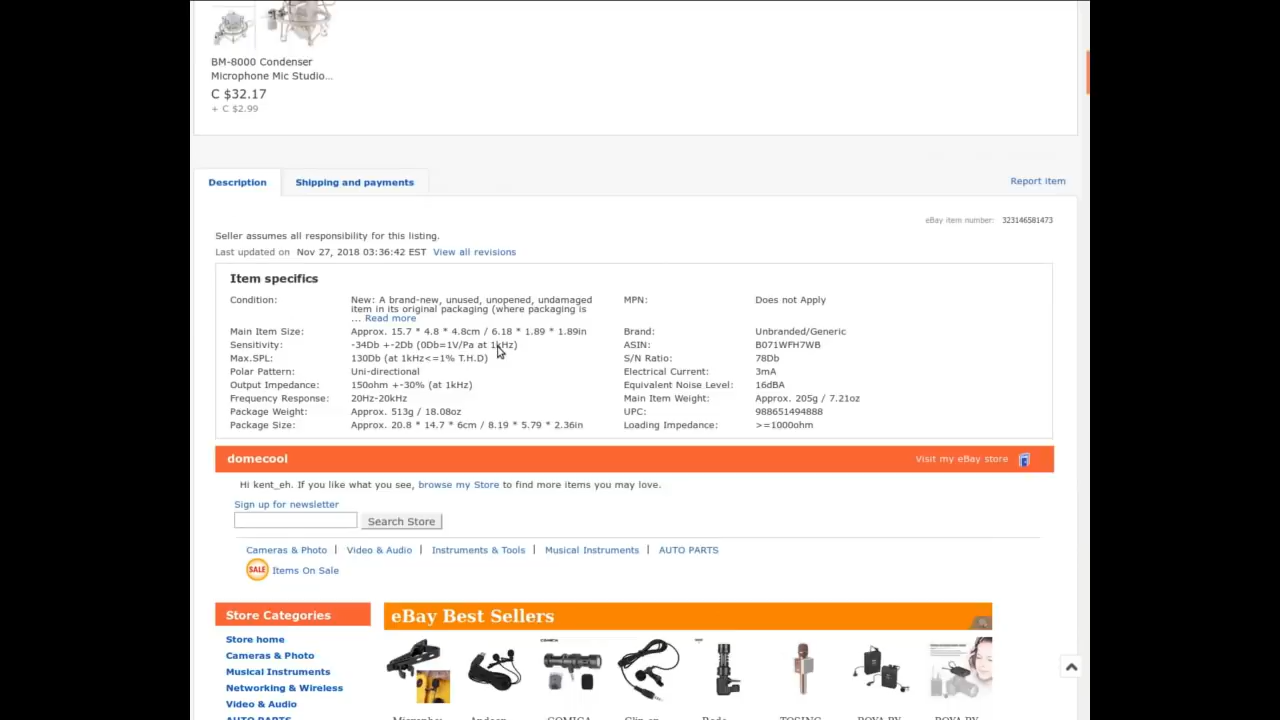 BM-8000 Condenser
Microphone Mic Studio...
C $32.17
+ C $2.99
Description
Shipping and payments
Report item
eBay item number: 323146581473
Seller assumes all responsibility for this listing.
Last updated on Nov 27, 2018 03:36:42 EST View all revisions
Item specifics
Condition: New: A brand-new, unused, unopened, undamaged
item in its original packaging (where packaging is
... Read more
MPN: Does not Apply
Main Item Size: Approx. 15.7 * 4.8 * 4.8cm / 6.18 * 1.89 * 1.89in
Brand: Unbranded/Generic
Sensitivity: -34Db +-2Db (0Db=1V/Pa at 1kHz)
ASIN: B071WFH7WB
Max.SPL: 130Db (at 1kHz<=1% T.H.D)
S/N Ratio: 78Db
Polar Pattern: Uni-directional
Electrical Current: 3mA
Output Impedance: 150ohm +-30% (at 1kHz)
Equivalent Noise Level: 16dBA
Frequency Response: 20Hz-20kHz
Main Item Weight: Approx. 205g / 7.21oz
Package Weight: Approx. 513g / 18.08oz
UPC: 988651494888
Package Size: Approx. 20.8 * 14.7 * 6cm / 8.19 * 5.79 * 2.36in
Loading Impedance: >=1000ohm
domecool
Visit my eBay store
Hi kent_eh. If you like what you see, browse my Store to find more items you may love.
Sign up for newsletter
Search Store
Cameras & Photo | Video & Audio | Instruments & Tools | Musical Instruments | AUTO PARTS
SALE Items On Sale
Store Categories
eBay Best Sellers
Store home
Cameras & Photo
Musical Instruments
Networking & Wireless
Video & Audio
AUTO PARTS
COMICA